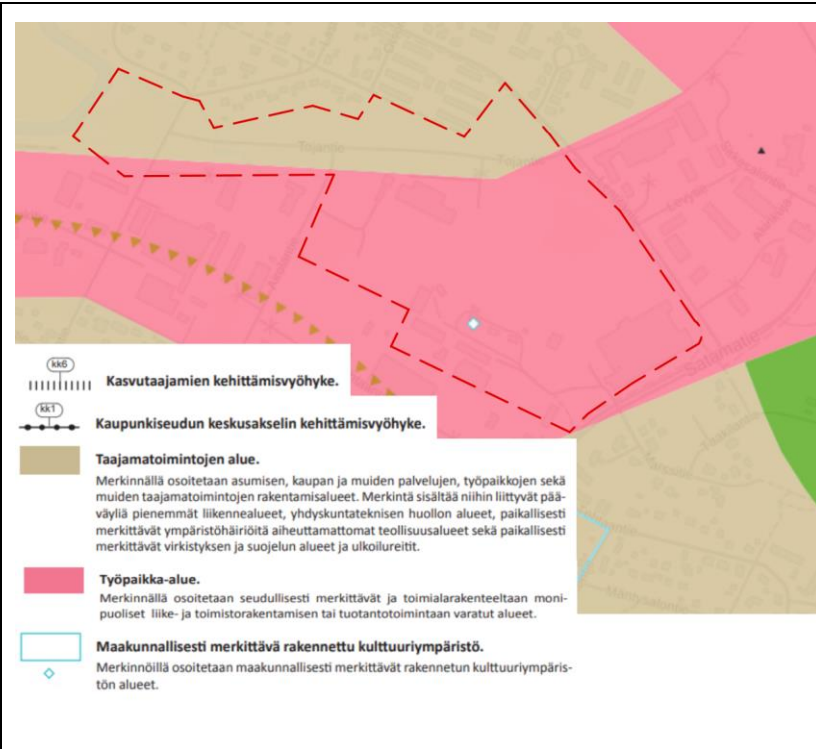 Tojantie
Tojantie
Levytie
Salamatie
kk6
Kasvutaajamien kehittämisvyöhyke.
kk1
Kaupunkiseudun keskusakselin kehittämisvyöhyke.
Taajamatoimintojen alue.
Merkinnällä osoitetaan asumisen, kaupan ja muiden palvelujen, työpaikkojen sekä
muiden taajamatoimintojen rakentamisalueet. Merkintä sisältää niihin liittyvät pää-
väyliä pienemmät liikennealueet, yhdyskuntateknisen huollon alueet, paikallisesti
merkittävät ympäristöhäiriöitä aiheuttamattomat teollisuusalueet sekä paikallisesti
merkittävät virkistyksen ja suojelun alueet ja ulkoilureitit.
Työpaikka-alue.
Merkinnällä osoitetaan seudullisesti merkittävät ja toimialarakenteeltaan moni-
puoliset liike- ja toimistorakentamisen tai tuotantotoimintaan varatut alueet.
Maakunnallisesti merkittävä rakennettu kulttuuriympäristö.
Merkinnöillä osoitetaan maakunnallisesti merkittävät rakennetun kulttuuriympäris-
tön alueet.